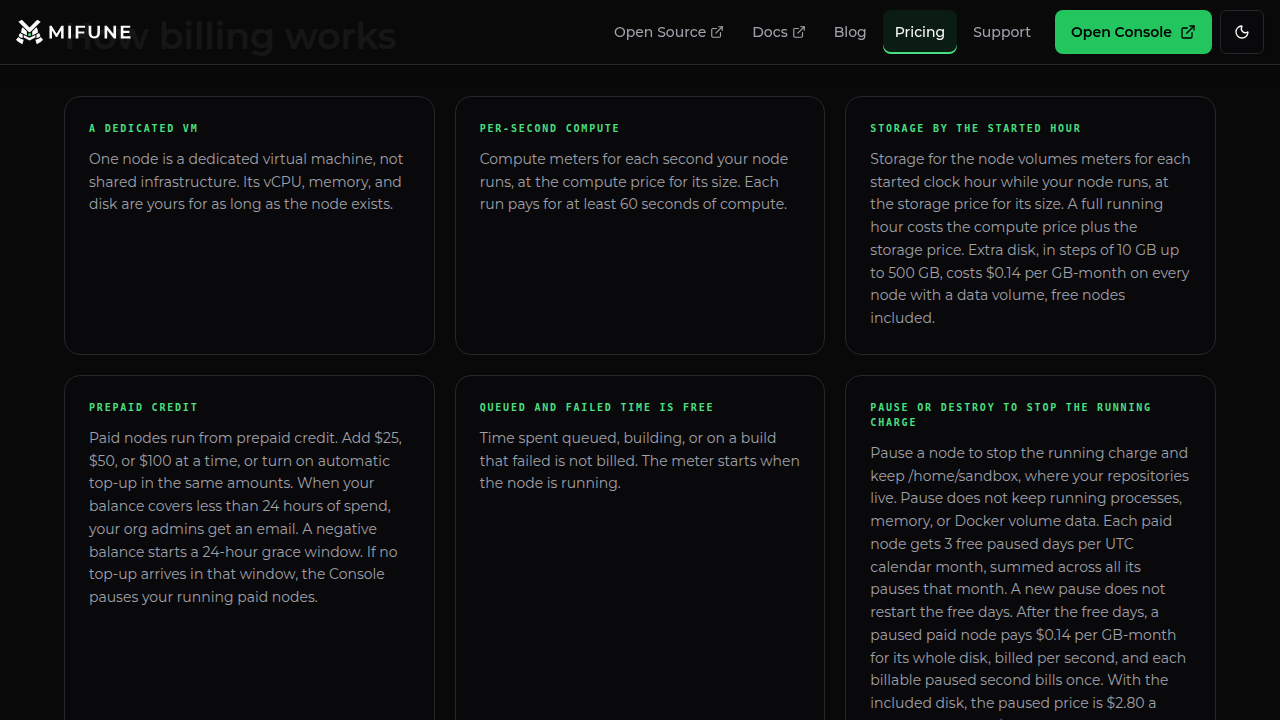 MIFUNE
Open Source
Docs
Blog
Pricing
Support
Open Console
How billing works
A DEDICATED VM
One node is a dedicated virtual machine, not
shared infrastructure. Its vCPU, memory, and
disk are yours for as long as the node exists.
PER-SECOND COMPUTE
Compute meters for each second your node
runs, at the compute price for its size. Each
run pays for at least 60 seconds of compute.
STORAGE BY THE STARTED HOUR
Storage for the node volumes meters for each
started clock hour while your node runs, at
the storage price for its size. A full running
hour costs the compute price plus the
storage price. Extra disk, in steps of 10 GB up
to 500 GB, costs $0.14 per GB-month on every
node with a data volume, free nodes
included.
PREPAID CREDIT
Paid nodes run from prepaid credit. Add $25,
$50, or $100 at a time, or turn on automatic
top-up in the same amounts. When your
balance covers less than 24 hours of spend,
your org admins get an email. A negative
balance starts a 24-hour grace window. If no
top-up arrives in that window, the Console
pauses your running paid nodes.
QUEUED AND FAILED TIME IS FREE
Time spent queued, building, or on a build
that failed is not billed. The meter starts when
the node is running.
PAUSE OR DESTROY TO STOP THE RUNNING
CHARGE
Pause a node to stop the running charge and
keep /home/sandbox, where your repositories
live. Pause does not keep running processes,
memory, or Docker volume data. Each paid
node gets 3 free paused days per UTC
calendar month, summed across all its
pauses that month. A new pause does not
restart the free days. After the free days, a
paused paid node pays $0.14 per GB-month
for its whole disk, billed per second, and each
billable paused second bills once. With the
included disk, the paused price is $2.80 a